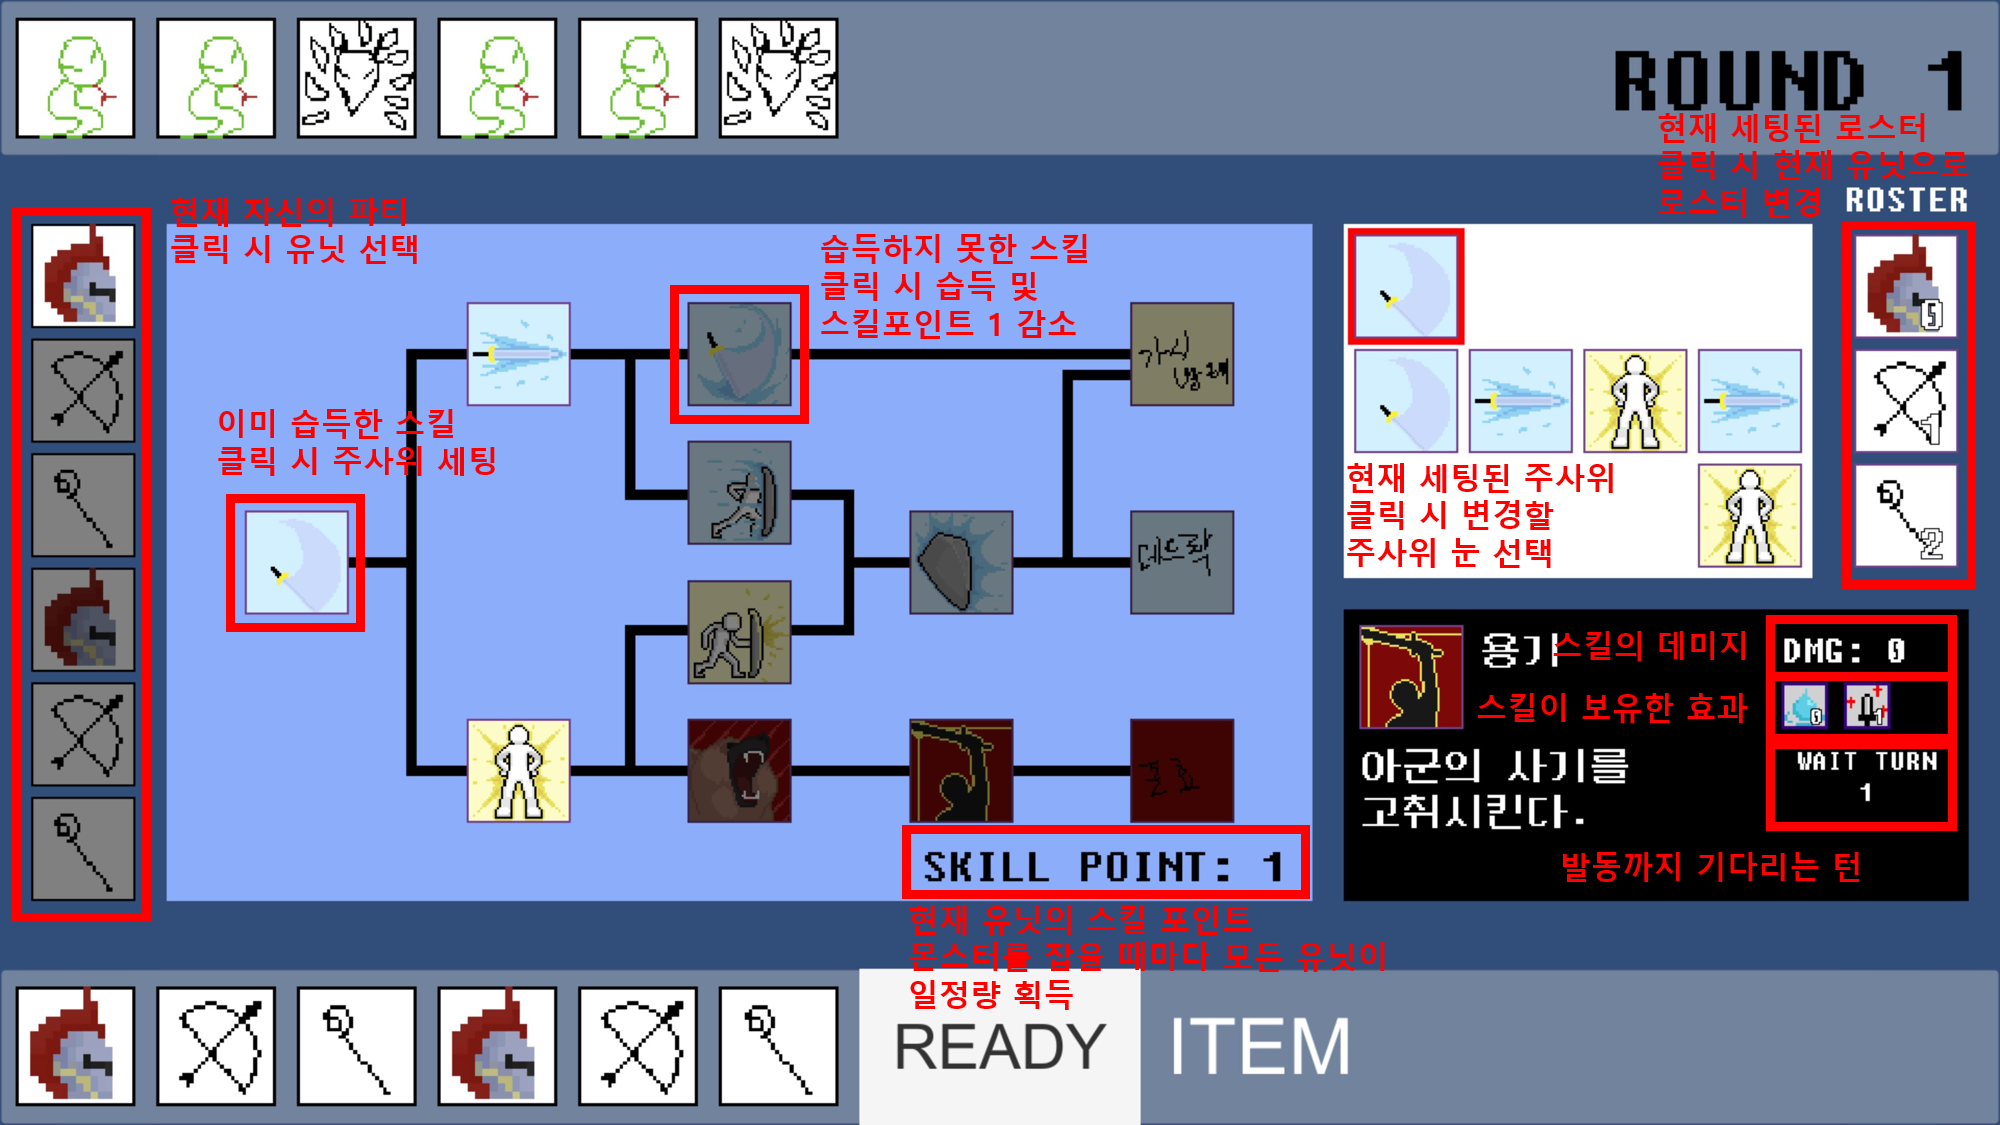 ROUND 1
현재 세팅된 로스터
클릭 시 현재 유닛으로
로스터 변경
ROSTER
현재 자신의 파티
클릭 시 유닛 선택
습득하지 못한 스킬
클릭 시 습득 및
스킬포인트 1 감소
가시
방패
5
이미 습득한 스킬
클릭 시 주사위 세팅
1
현재 세팅된 주사위
클릭 시 변경할
주사위 눈 선택
2
데드락
용기
스킬의 데미지
DMG: 0
스킬이 보유한 효과
0
1
아군의 사기를
고취시킨다.
WAIT TURN
1
포효
발동까지 기다리는 턴
SKILL POINT: 1
현재 유닛의 스킬 포인트
몬스터를 잡을 때마다 모든 유닛이
일정량 획득
READY
ITEM